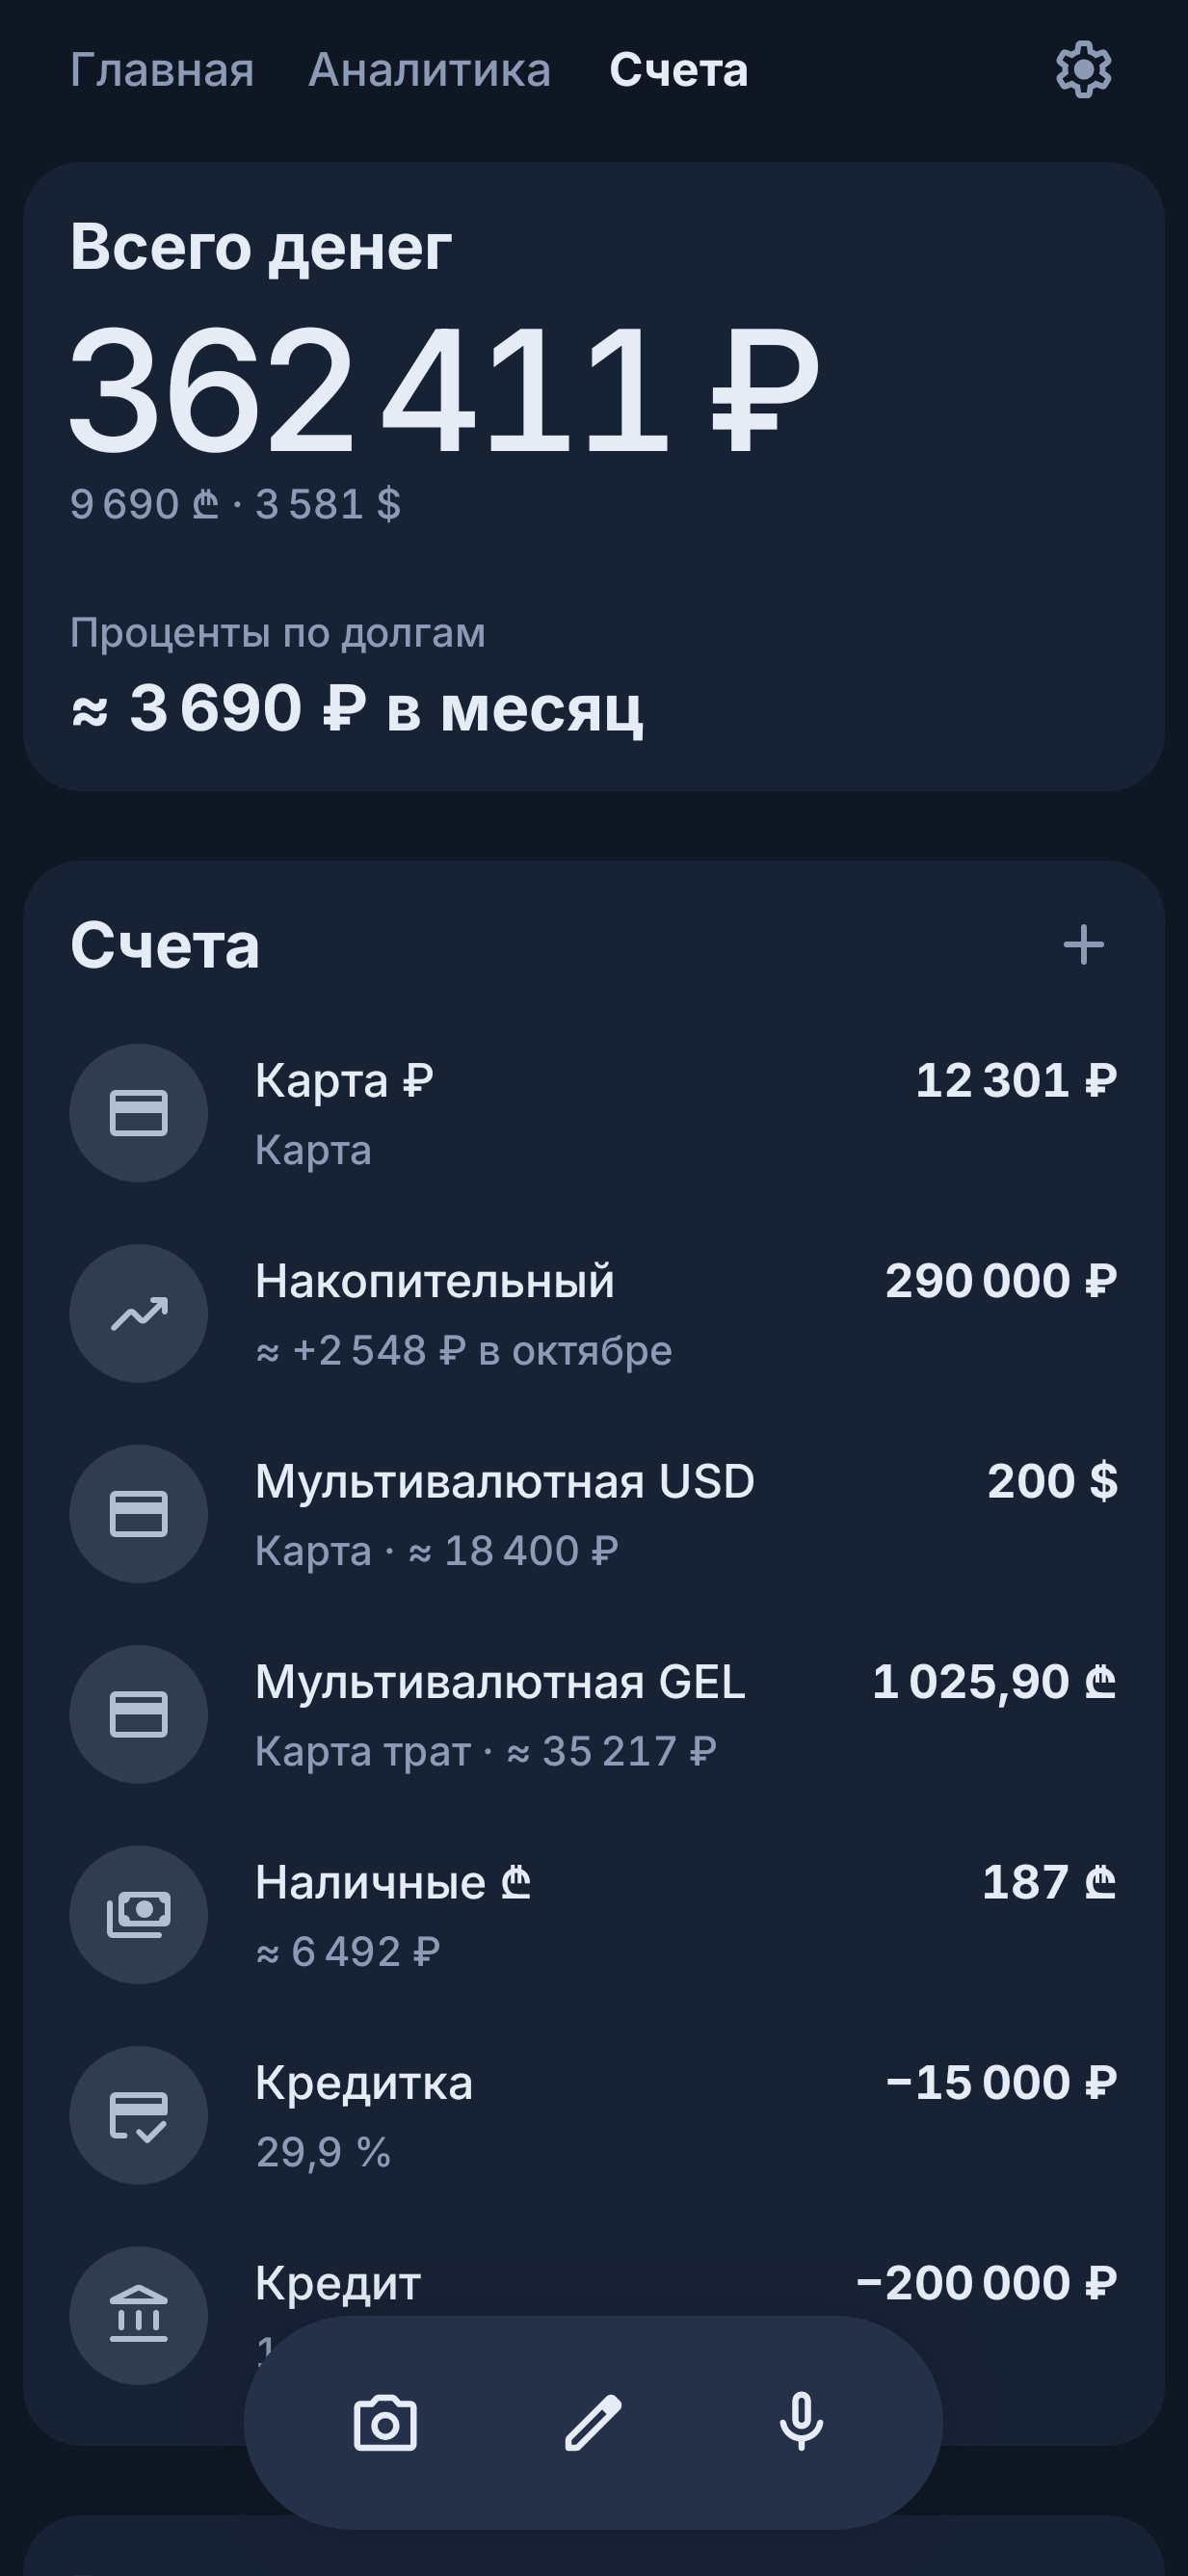 Главная Аналитика Счета
Всего денег
362 411 ₽
9 690 ₾ · 3 581 $
Проценты по долгам
≈ 3 690 ₽ в месяц
Счета
Карта ₽ 12 301 ₽
Карта
Накопительный 290 000 ₽
≈ +2 548 ₽ в октябре
Мультивалютная USD 200 $
Карта · ≈ 18 400 ₽
Мультивалютная GEL 1 025,90 ₾
Карта трат · ≈ 35 217 ₽
Наличные ₾ 187 ₾
≈ 6 492 ₽
Кредитка −15 000 ₽
29,9 %
Кредит −200 000 ₽